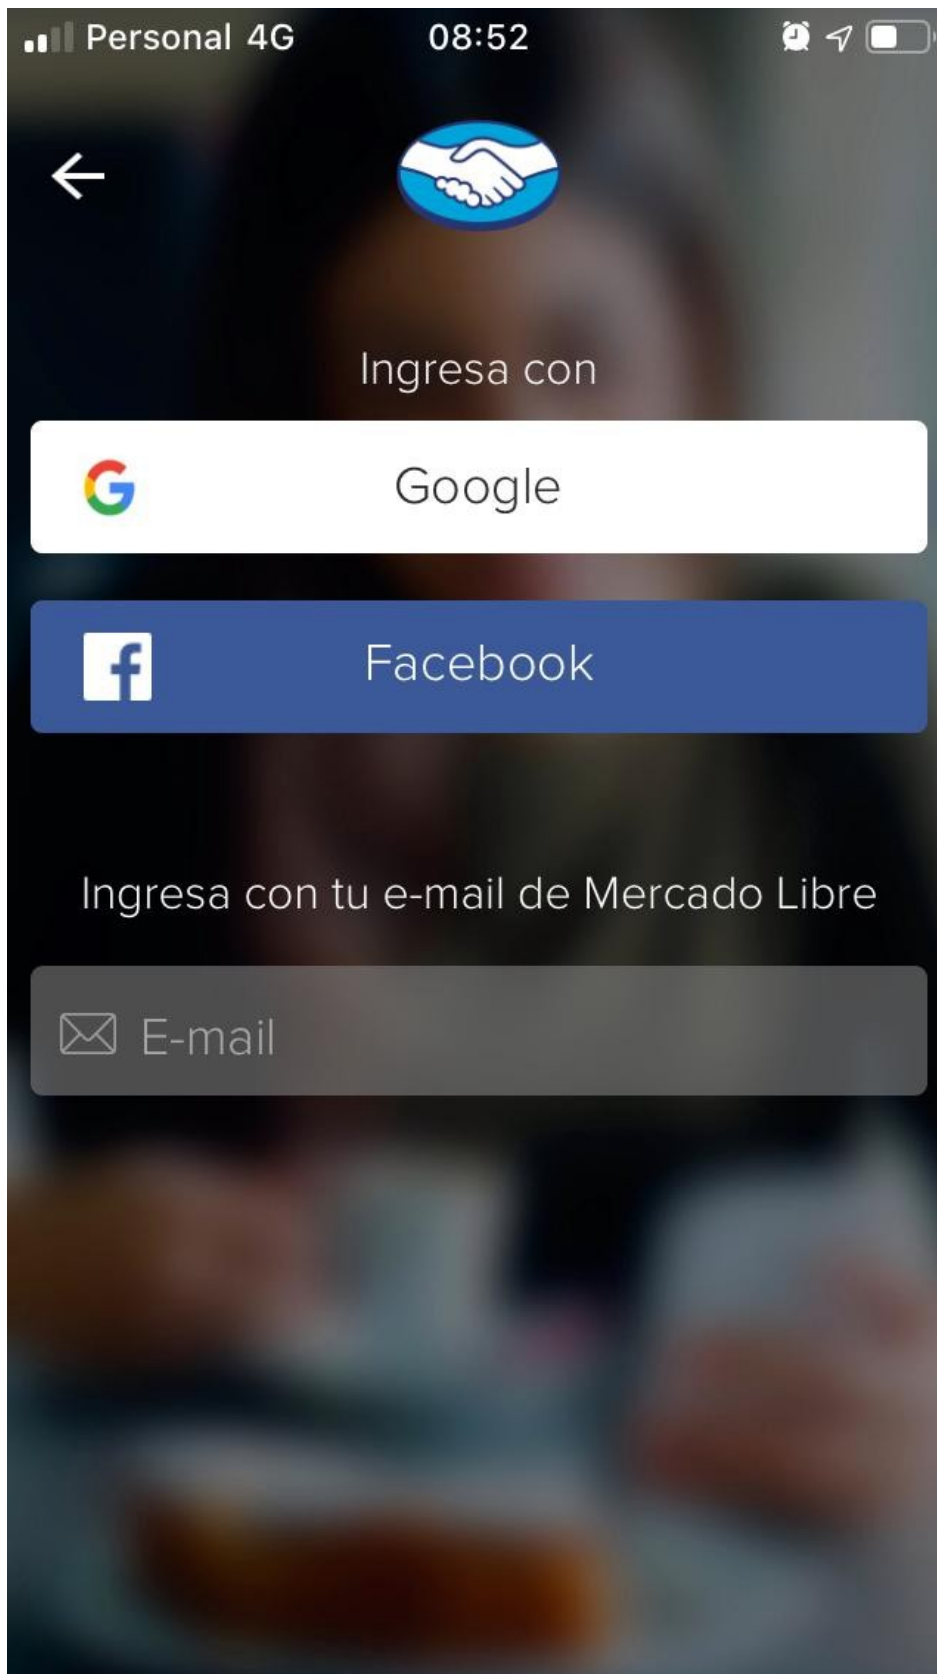 Personal 4G 08:52
Ingresa con
Google
Facebook
Ingresa con tu e-mail de Mercado Libre
E-mail